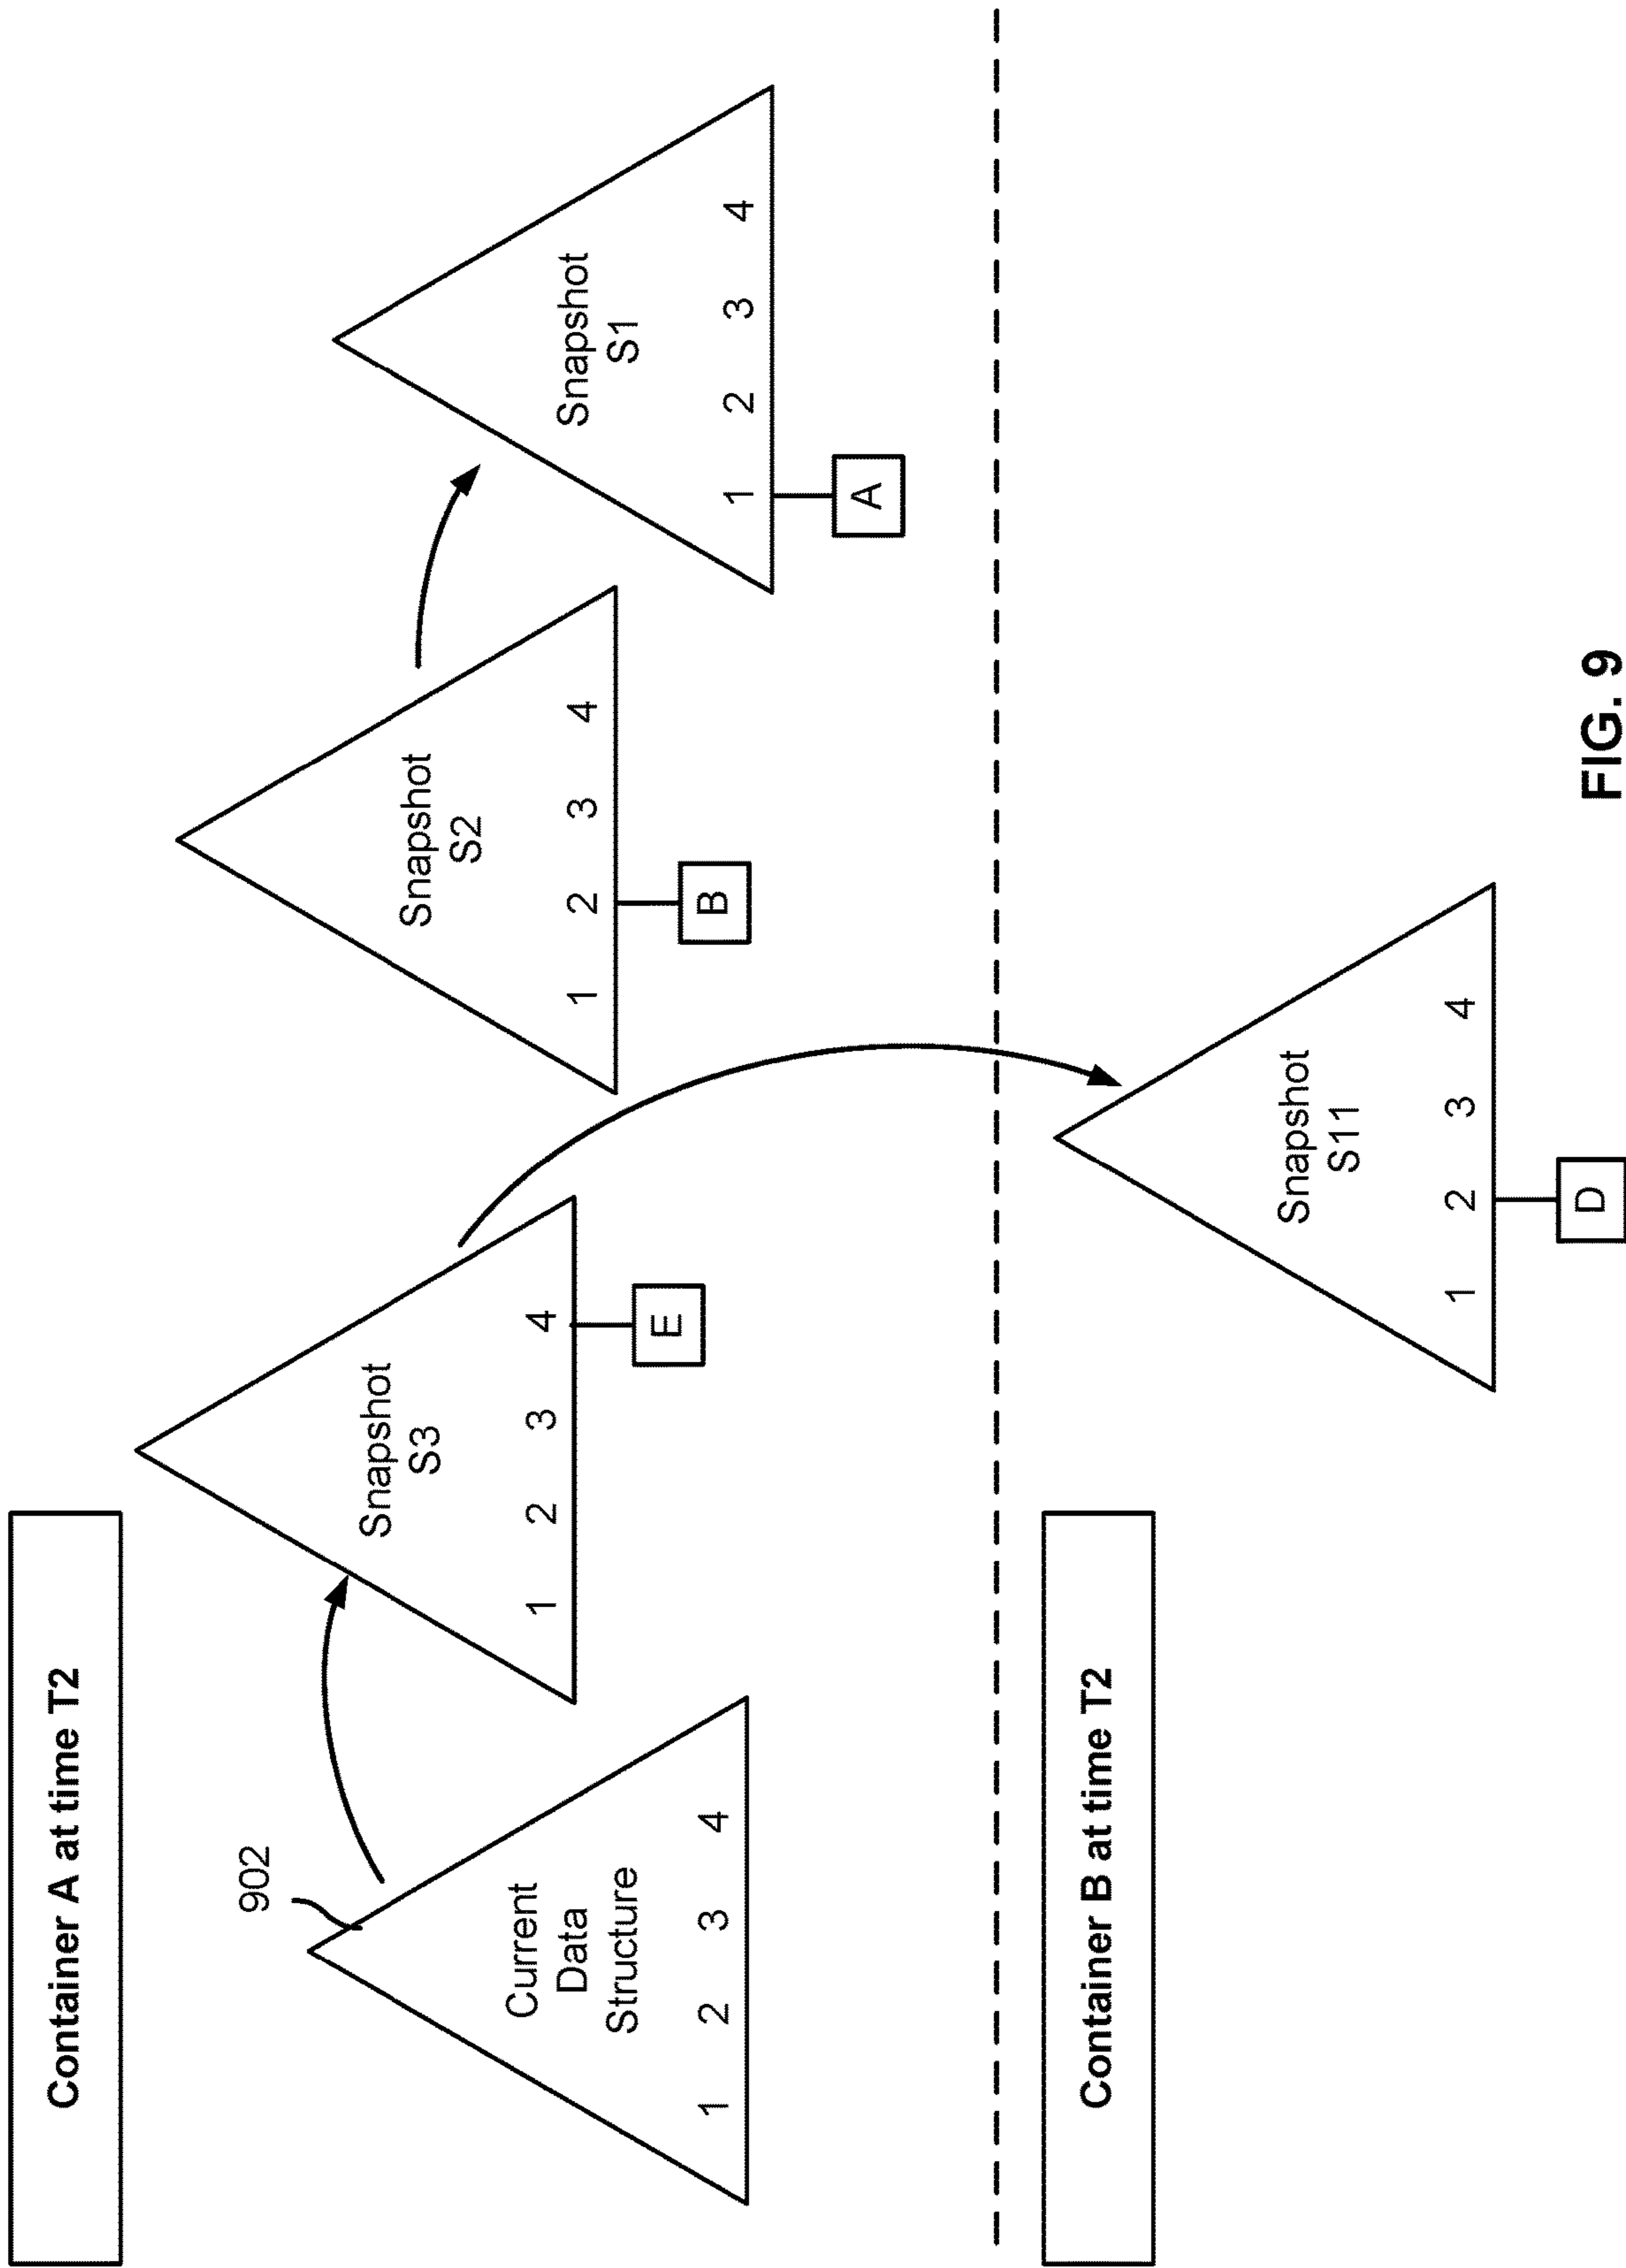 Container A at time T2
902
Current
Data
Structure
1 2 3 4
Snapshot
S3
1 2 3 4
E
Snapshot
S2
1 2 3 4
B
Snapshot
S1
1 2 3 4
A
Container B at time T2
Snapshot
S11
1 2 3 4
D
FIG. 9